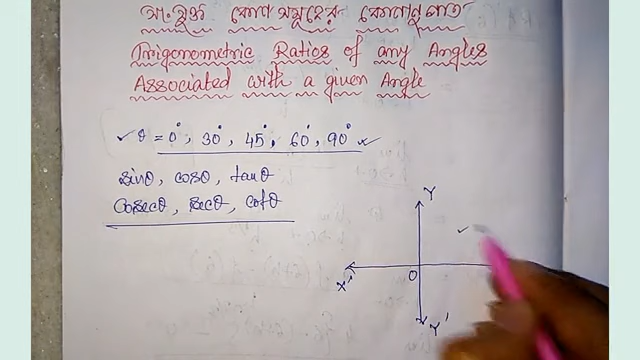 কোণ সমূহের কোণানুপাত
Trigonometric Ratios of any Angles
Associated with a given Angle
✓ θ = 0°, 30°, 45°, 60°, 90°
sinθ, cosθ, tanθ
Cosecθ, secθ, cotθ
Y
X' O
Y'